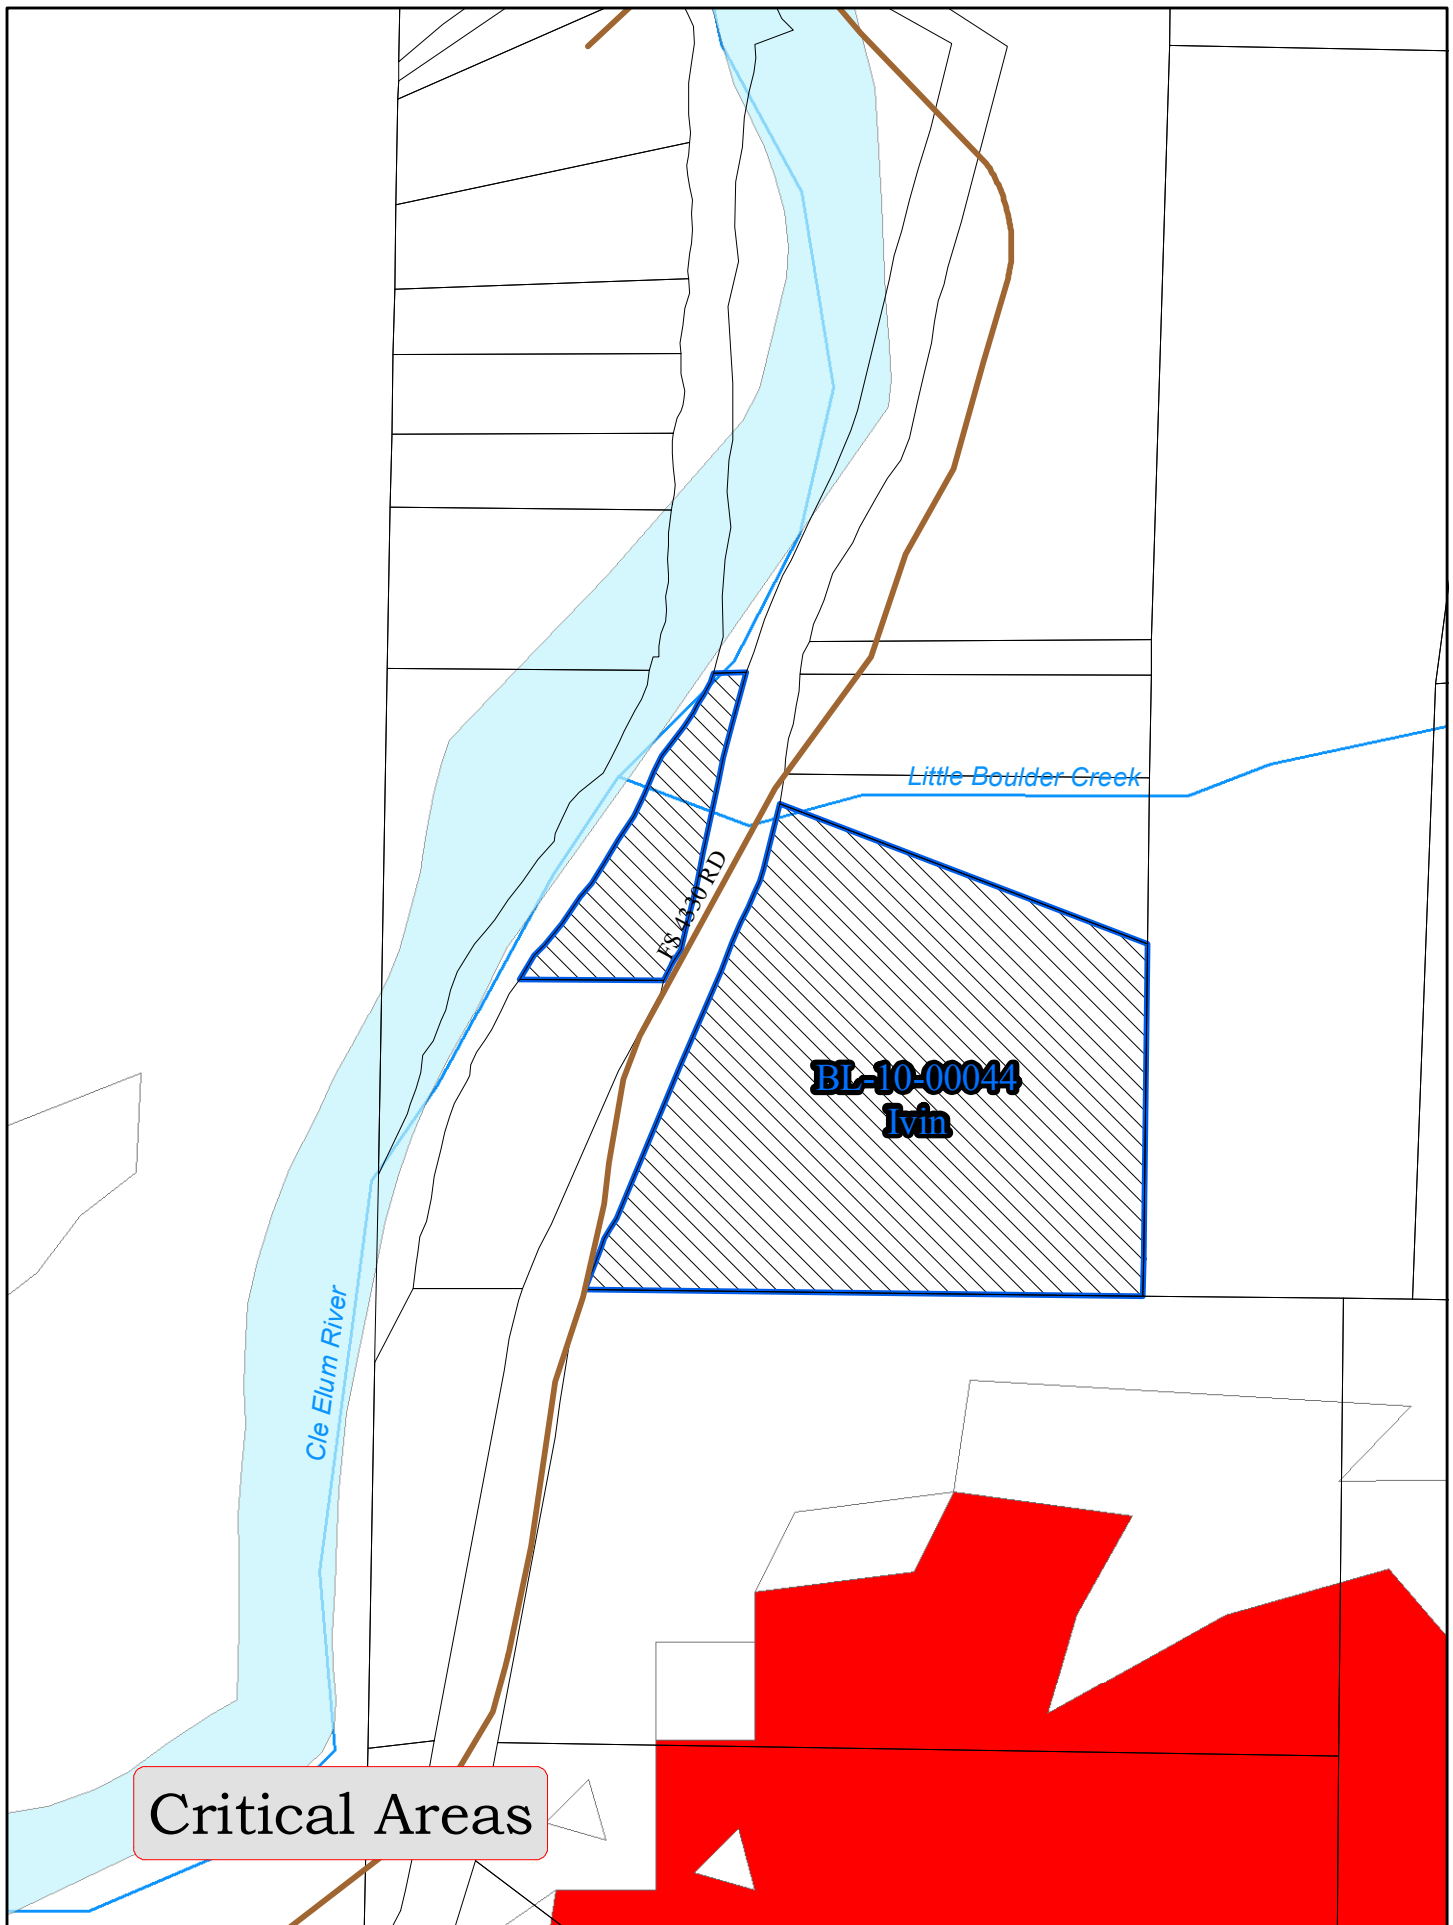 Little Boulder Creek
FS 4330 RD
BL-10-00044
Ivin
Cle Elum River
Critical Areas